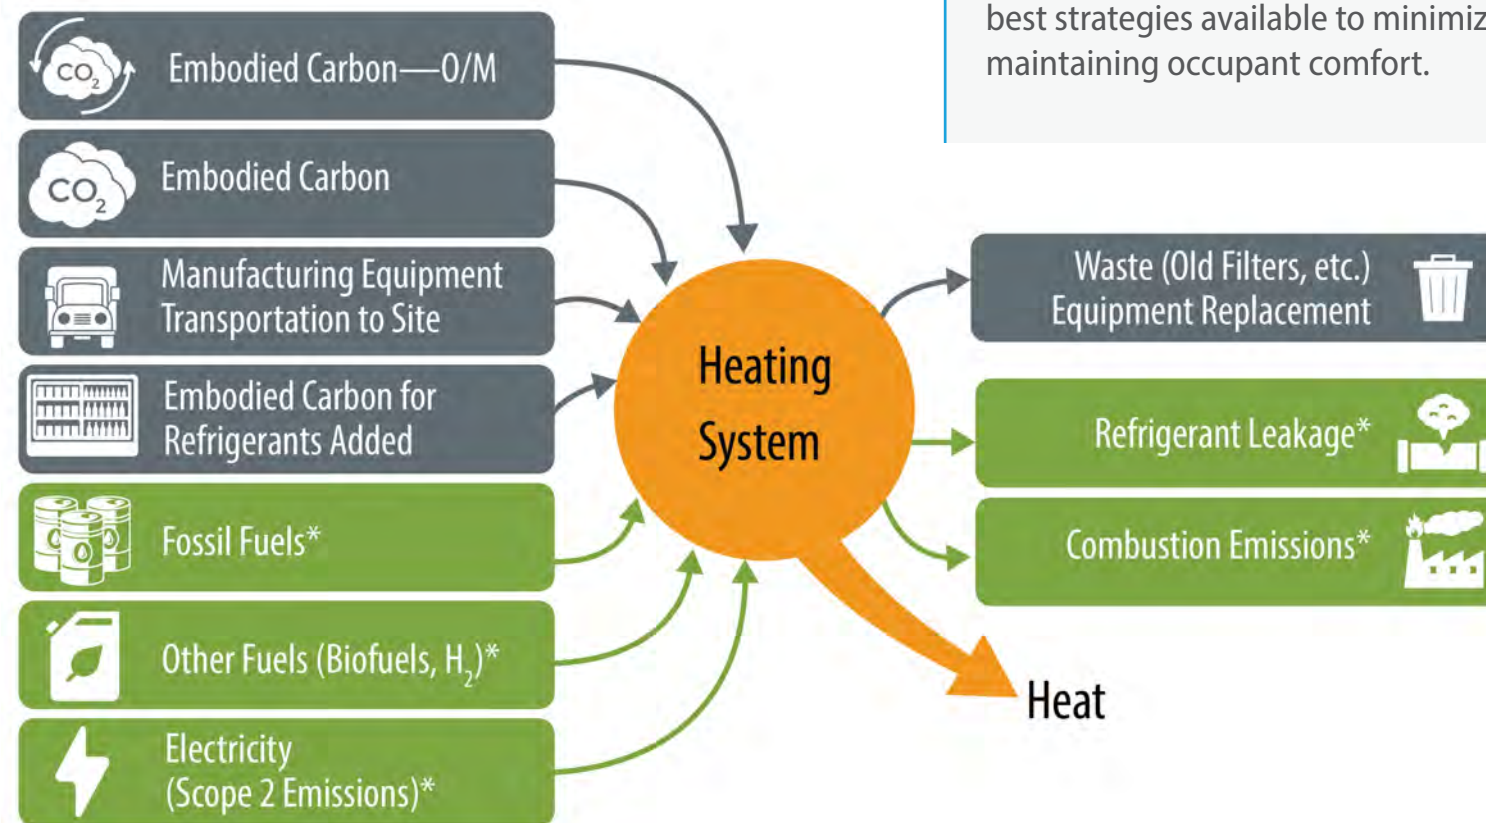 best strategies available to minimiz
maintaining occupant comfort.
CO2
Embodied Carbon—O/M
CO2
Embodied Carbon
Manufacturing Equipment
Transportation to Site
Embodied Carbon for
Refrigerants Added
Fossil Fuels*
Other Fuels (Biofuels, H2)*
Electricity
(Scope 2 Emissions)*
Heating
System
Waste (Old Filters, etc.)
Equipment Replacement
Refrigerant Leakage*
Combustion Emissions*
Heat